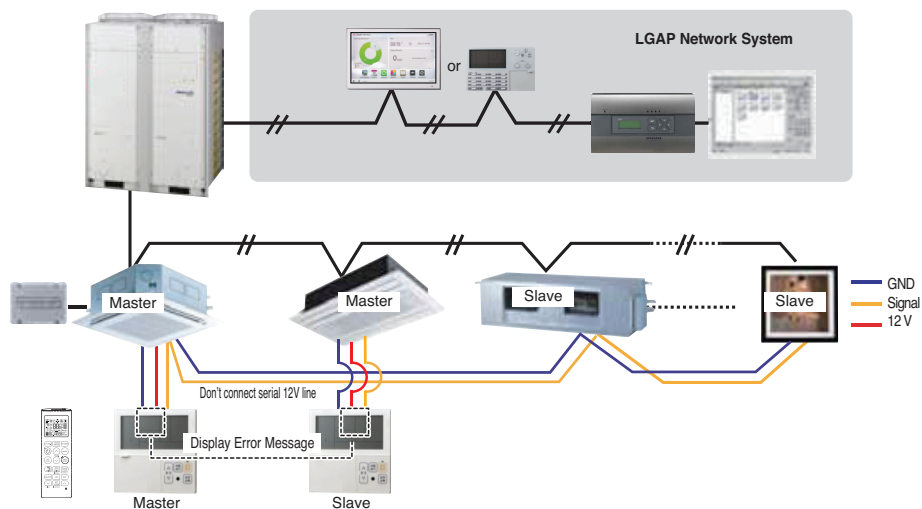 LGAP Network System
or
Master
Master
Slave
Slave
GND
Signal
12 V
Don't connect serial 12V line
Display Error Message
Master
Slave